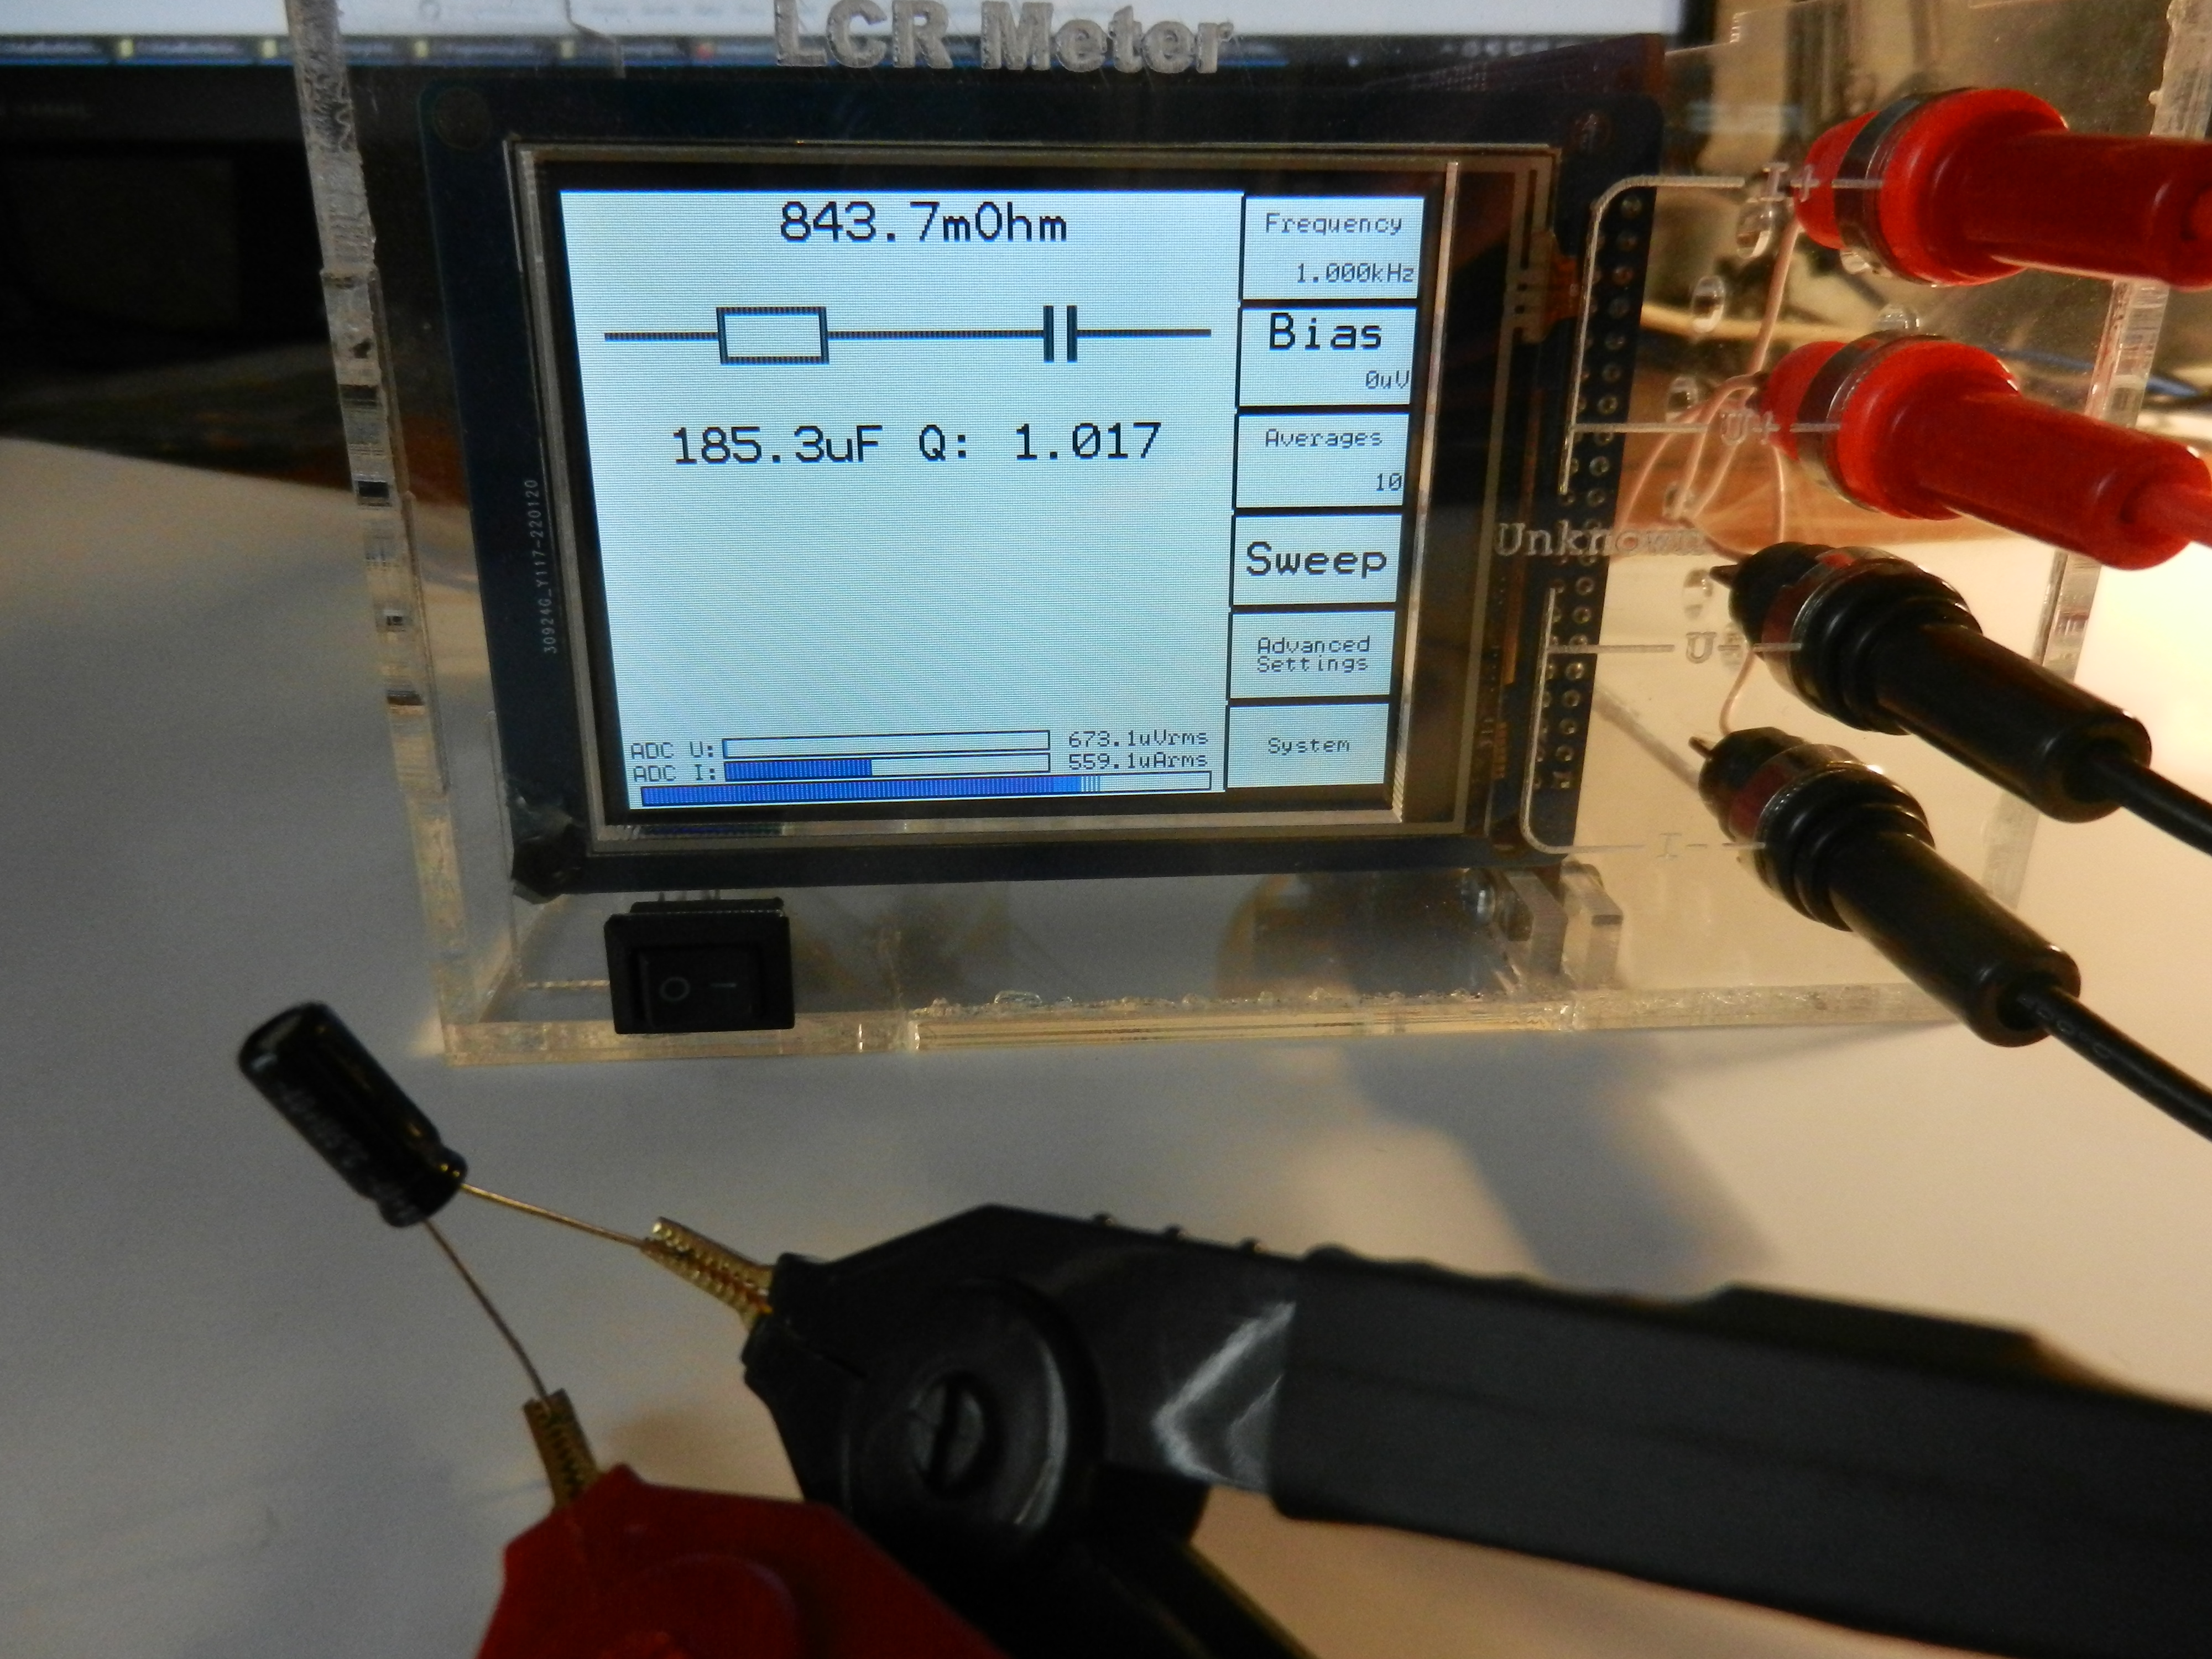 LCR Meter
843.7mOhm
185.3uF Q: 1.017
ADC U:
673.1uVrms
ADC I:
559.1uArms
Frequency
1.000kHz
Bias
0uV
Averages
10
Sweep
Advanced
Settings
System
30924G_Y117-220120
I+
U+
Unknown
U-
I-
O I